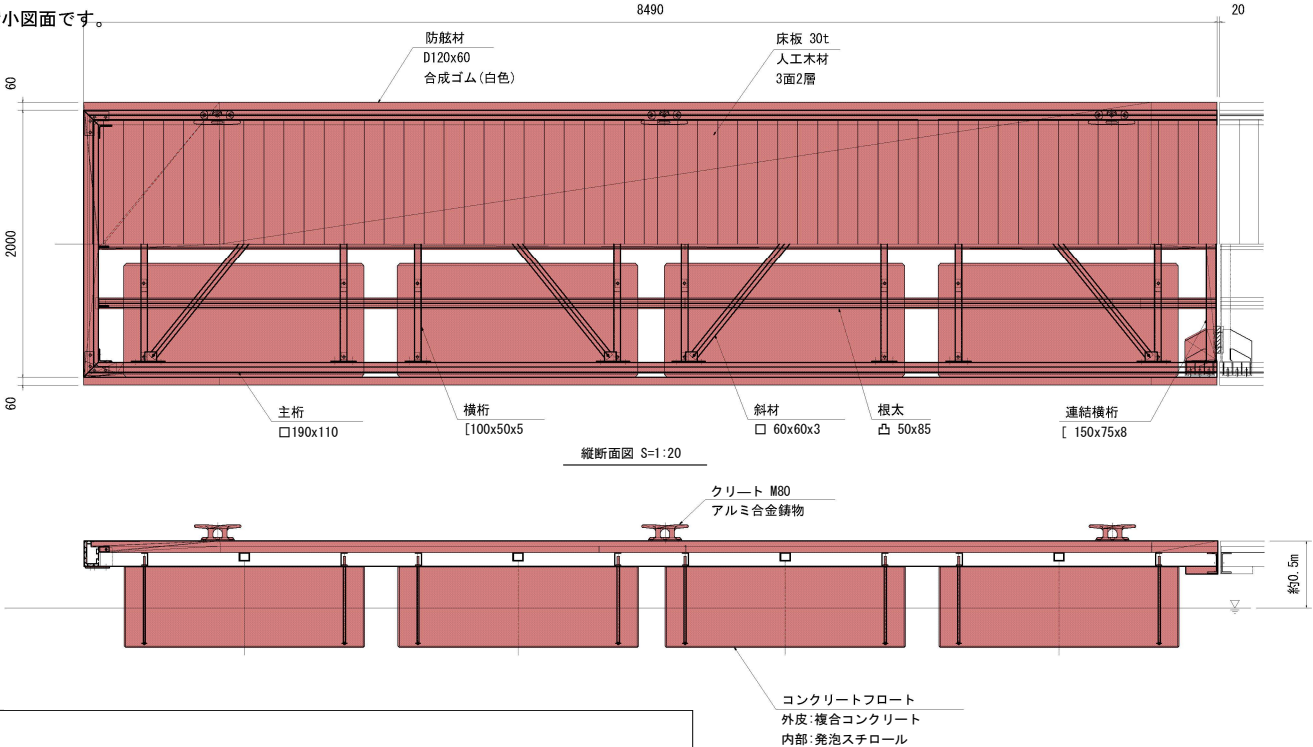 小図面です。
8490
20
防舷材
D120x60
合成ゴム(白色)
床板 30t
人工木材
3面2層
60
2000
60
主桁
□190x110
横桁
[100x50x5
斜材
□ 60x60x3
根太
凸 50x85
連結横桁
[ 150x75x8
縦断面図 S=1:20
クリート M80
アルミ合金鋳物
約0.5m
コンクリートフロート
外皮:複合コンクリート
内部:発泡スチロール